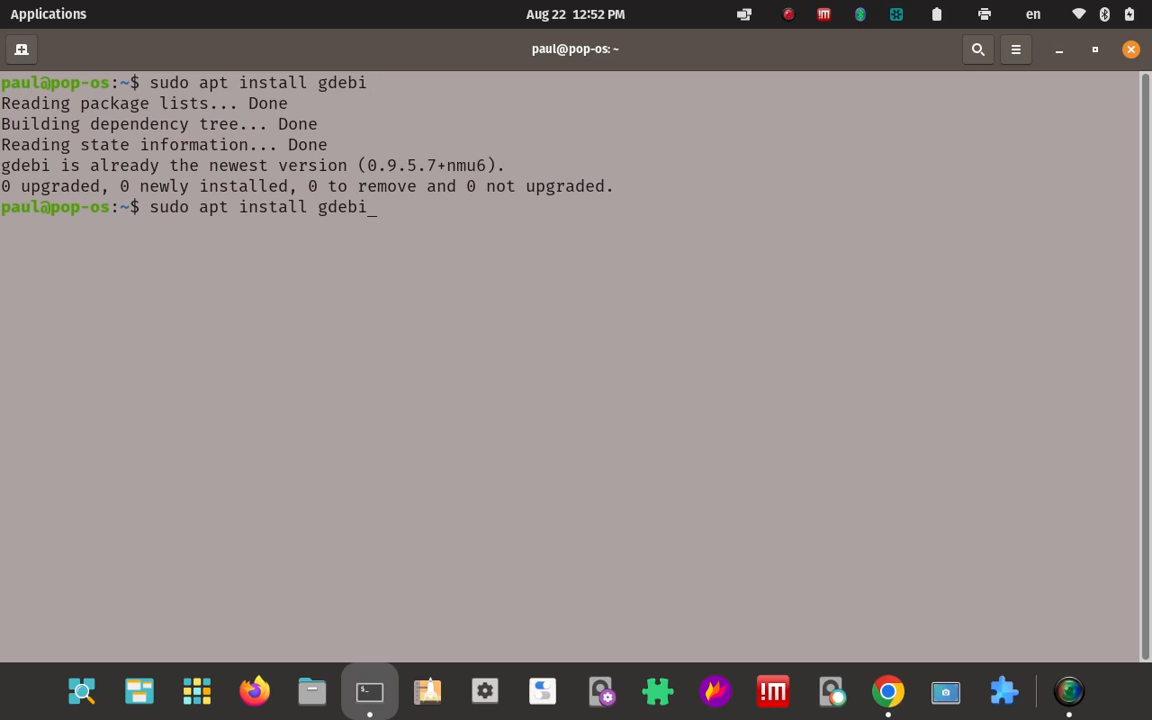 Applications
Aug 22 12:52 PM
en
paul@pop-os: ~
paul@pop-os:~$ sudo apt install gdebi
Reading package lists... Done
Building dependency tree... Done
Reading state information... Done
gdebi is already the newest version (0.9.5.7+nmu6).
0 upgraded, 0 newly installed, 0 to remove and 0 not upgraded.
paul@pop-os:~$ sudo apt install gdebi_
$-
!M